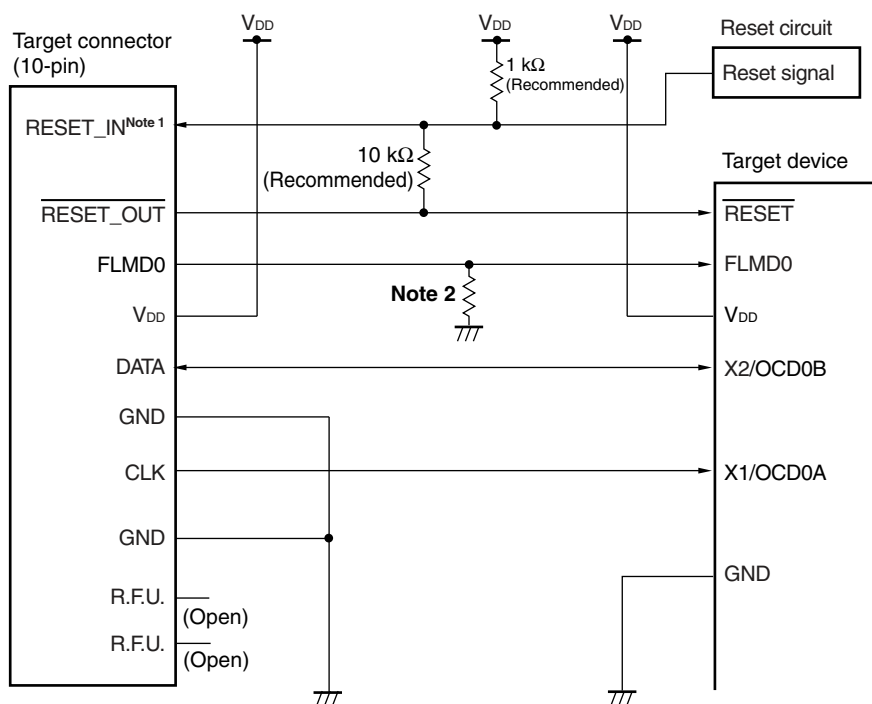 Target connector
(10-pin)
VDD
VDD
VDD
Reset circuit
Reset signal
1 kΩ
(Recommended)
RESET_IN Note 1
10 kΩ
(Recommended)
Target device
RESET_OUT
RESET
FLMD0
FLMD0
Note 2
VDD
VDD
DATA
X2/OCD0B
GND
CLK
X1/OCD0A
GND
GND
R.F.U.
(Open)
R.F.U.
(Open)